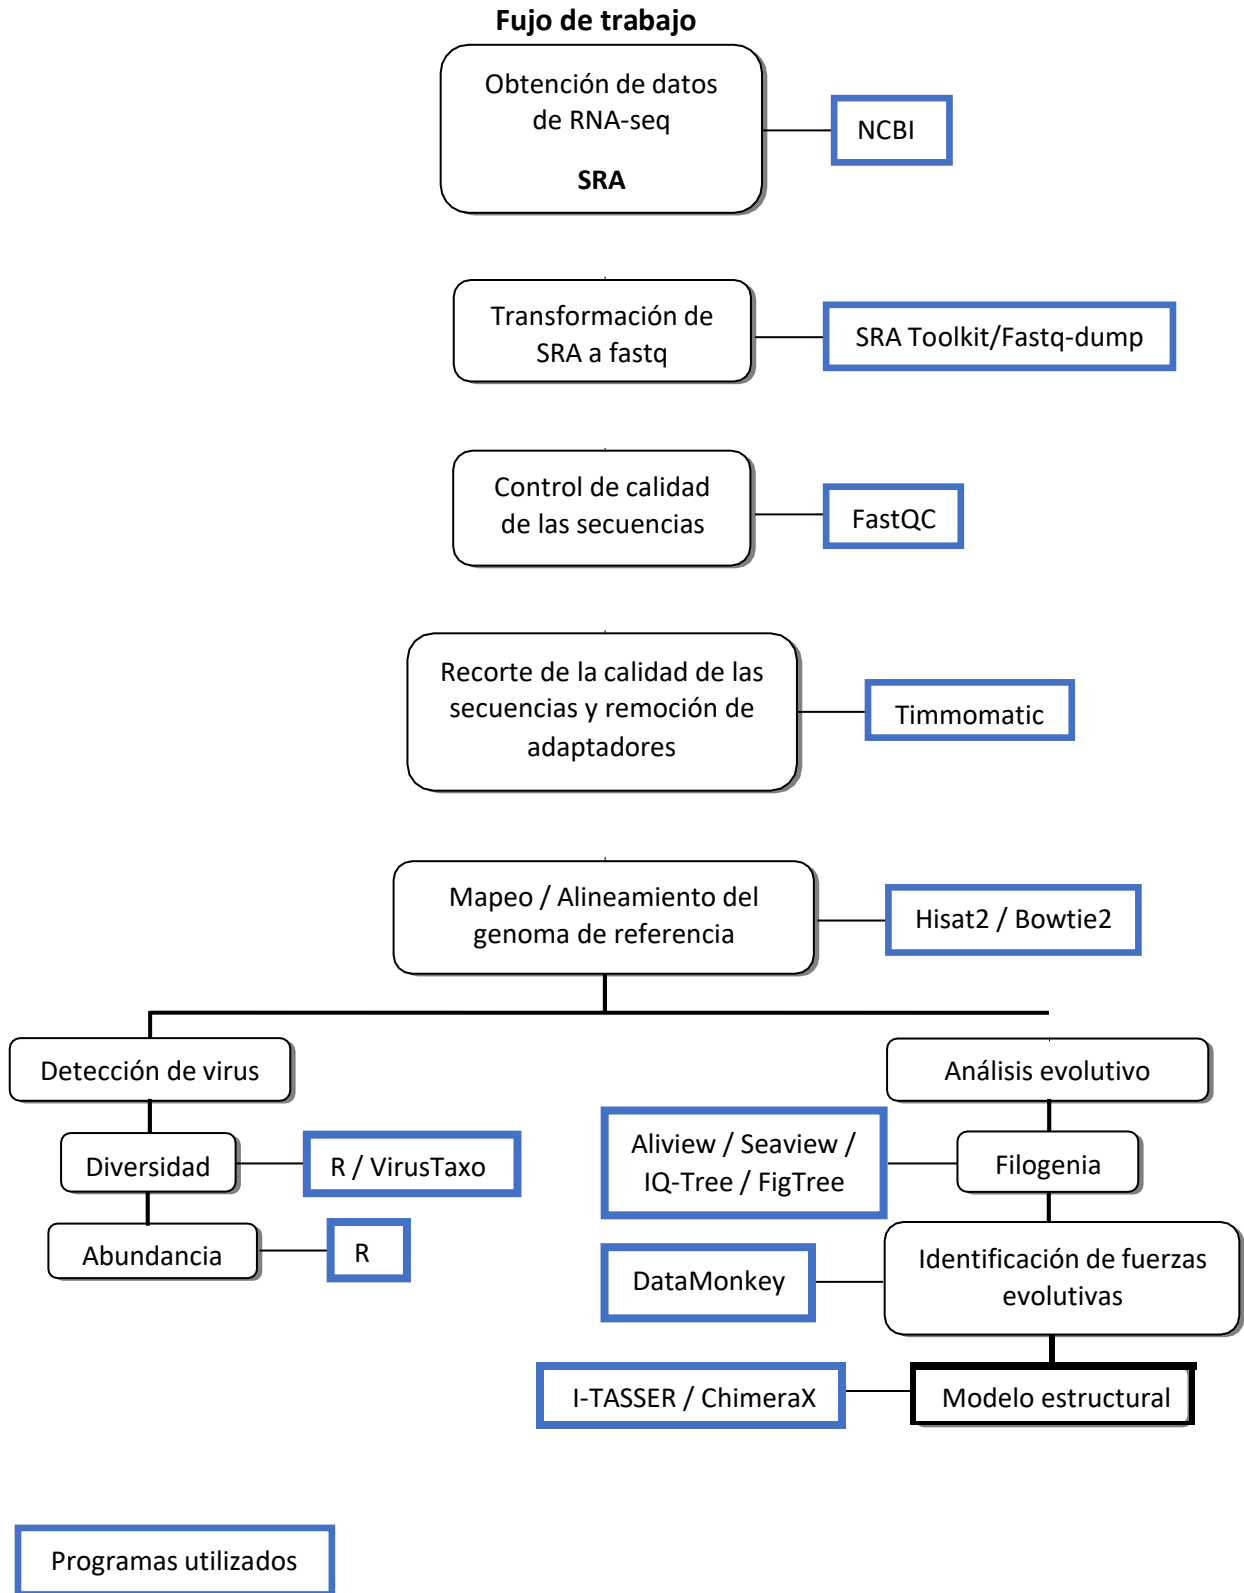 Fujo de trabajo
Obtención de datos
de RNA-seq
SRA
NCBI
Transformación de
SRA a fastq
SRA Toolkit/Fastq-dump
Control de calidad
de las secuencias
FastQC
Recorte de la calidad de las
secuencias y remoción de
adaptadores
Timmomatic
Mapeo / Alineamiento del
genoma de referencia
Hisat2 / Bowtie2
Detección de virus
Diversidad
R / VirusTaxo
Abundancia
R
Análisis evolutivo
Aliview / Seaview /
IQ-Tree / FigTree
Filogenia
DataMonkey
Identificación de fuerzas
evolutivas
I-TASSER / ChimeraX
Modelo estructural
Programas utilizados